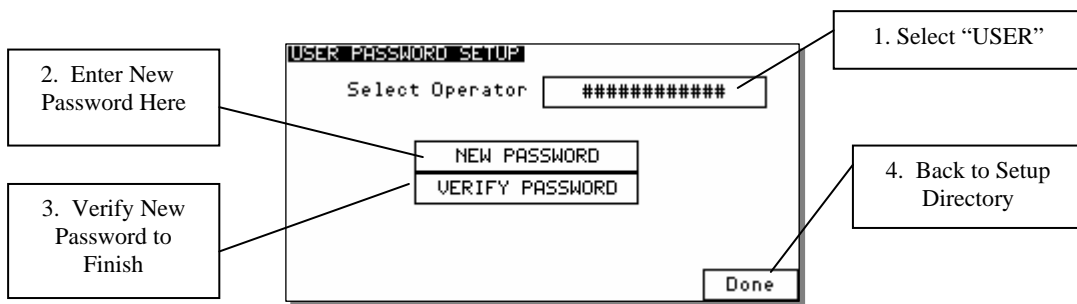 1. Select “USER”
2. Enter New
Password Here
USER PASSWORD SETUP
Select Operator
############
NEW PASSWORD
VERIFY PASSWORD
3. Verify New
Password to
Finish
4. Back to Setup
Directory
Done